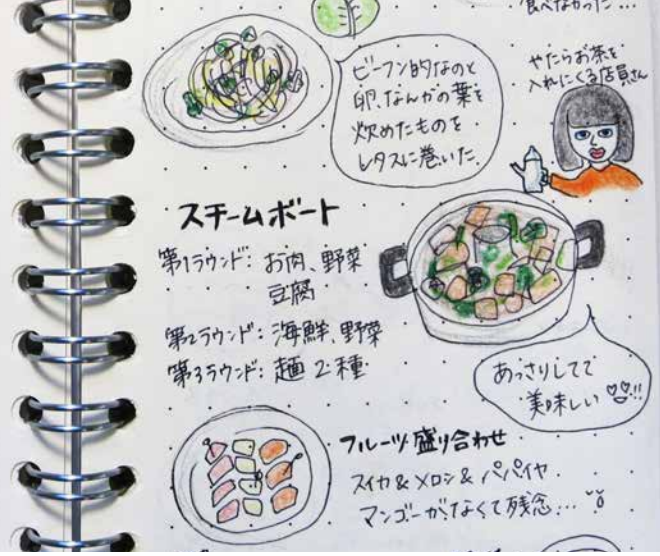 食べなかった…
ビーフン的なのと
卵、なんかの葉を
炒めたものを
レタスに巻いた.
やたらお茶を
入れにくる店員さん
スチームボート
第1ラウンド: お肉、野菜
豆腐
第2ラウンド: 海鮮、野菜
第3ラウンド: 麺 2種
あっさりしてて
美味しい♡♡!!
フルーツ盛り合わせ
スイカ&メロン&パパイヤ.
マンゴーがなくて残念…